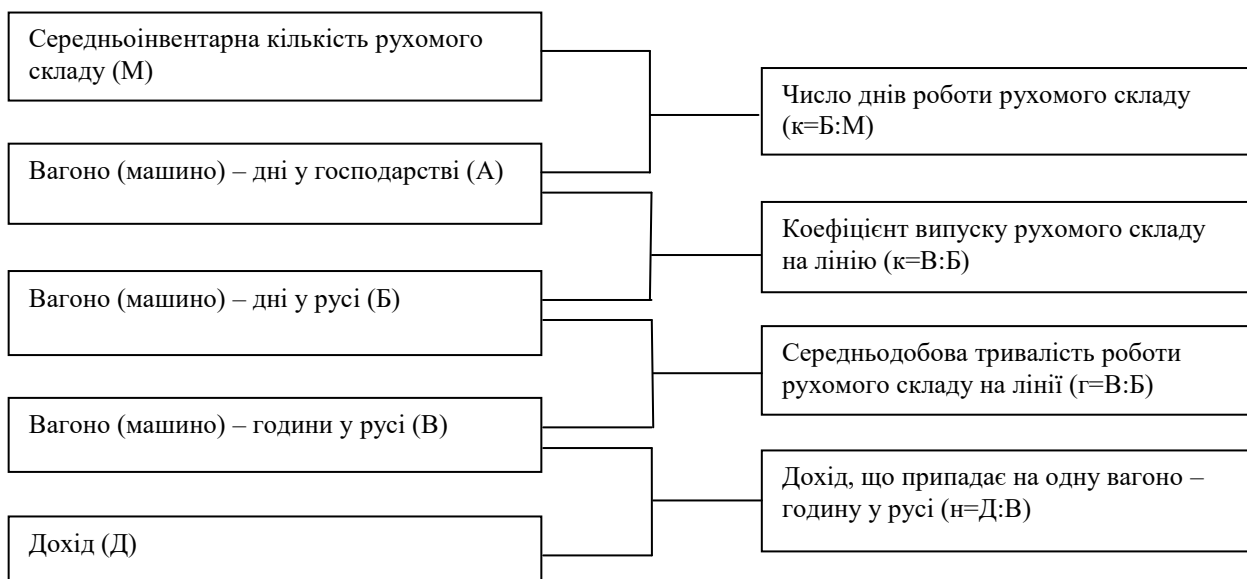 Середньоінвентарна кількість рухомого
складу (М)
Вагоно (машино) – дні у господарстві (А)
Вагоно (машино) – дні у русі (Б)
Вагоно (машино) – години у русі (В)
Дохід (Д)
Число днів роботи рухомого складу
(к=Б:М)
Коефіцієнт випуску рухомого складу
на лінію (к=В:Б)
Середньодобова тривалість роботи
рухомого складу на лінії (г=В:Б)
Дохід, що припадає на одну вагоно –
годину у русі (н=Д:В)